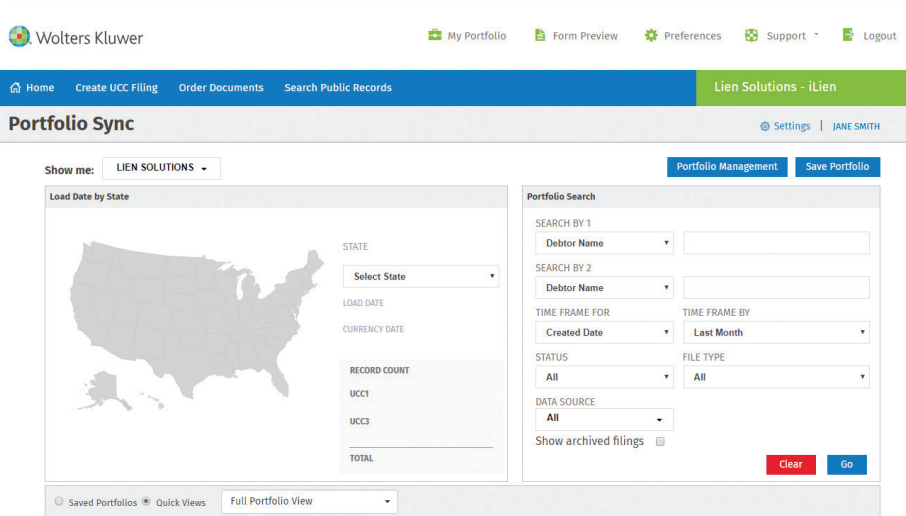 Wolters Kluwer
My Portfolio Form Preview Preferences Support Logout
Home Create UCC Filing Order Documents Search Public Records Lien Solutions - iLien
Portfolio Sync
Settings | JANE SMITH
Show me: LIEN SOLUTIONS Portfolio Management Save Portfolio
Load Date by State
STATE
Select State
LOAD DATE
CURRENCY DATE
RECORD COUNT
UCC1
UCC3
TOTAL
Portfolio Search
SEARCH BY 1
Debtor Name
SEARCH BY 2
Debtor Name
TIME FRAME FOR TIME FRAME BY
Created Date Last Month
STATUS FILE TYPE
All All
DATA SOURCE
All
Show archived filings
Clear Go
Saved Portfolios Quick Views Full Portfolio View